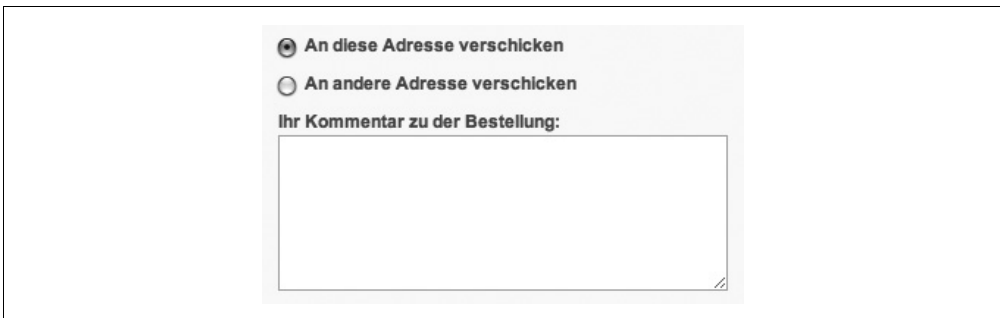 An diese Adresse verschicken
An andere Adresse verschicken
Ihr Kommentar zu der Bestellung: